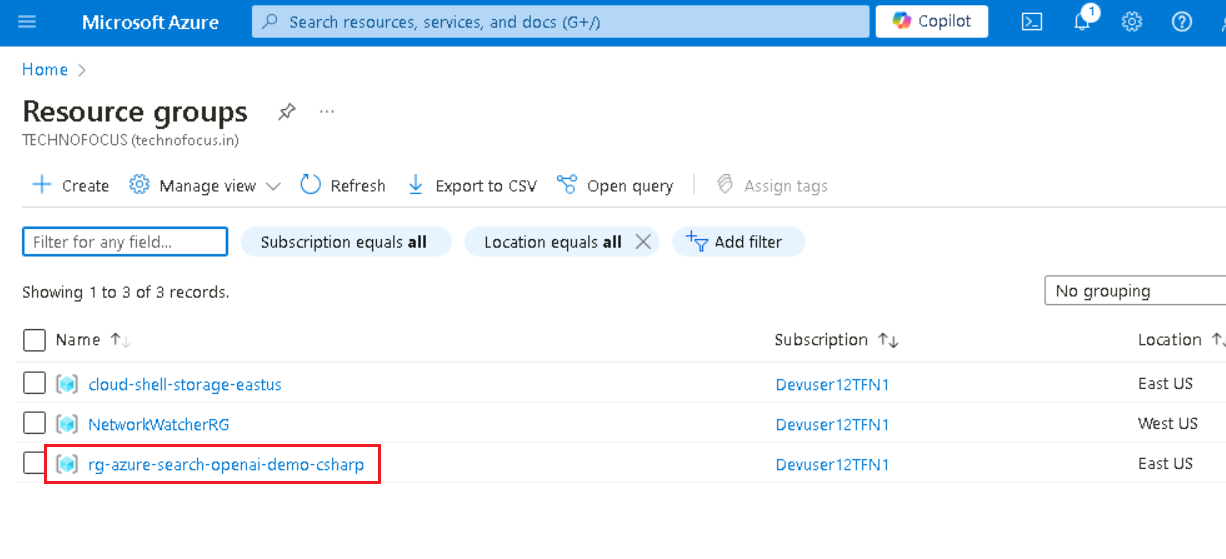 Microsoft Azure Search resources, services, and docs (G+/) Copilot 1
Home
Resource groups
TECHNOFOCUS (technofocus.in)
Create Manage view Refresh Export to CSV Open query Assign tags
Filter for any field... Subscription equals all Location equals all Add filter
Showing 1 to 3 of 3 records.
No grouping
Name Subscription Location
cloud-shell-storage-eastus Devuser12TFN1 East US
NetworkWatcherRG Devuser12TFN1 West US
rg-azure-search-openai-demo-csharp Devuser12TFN1 East US